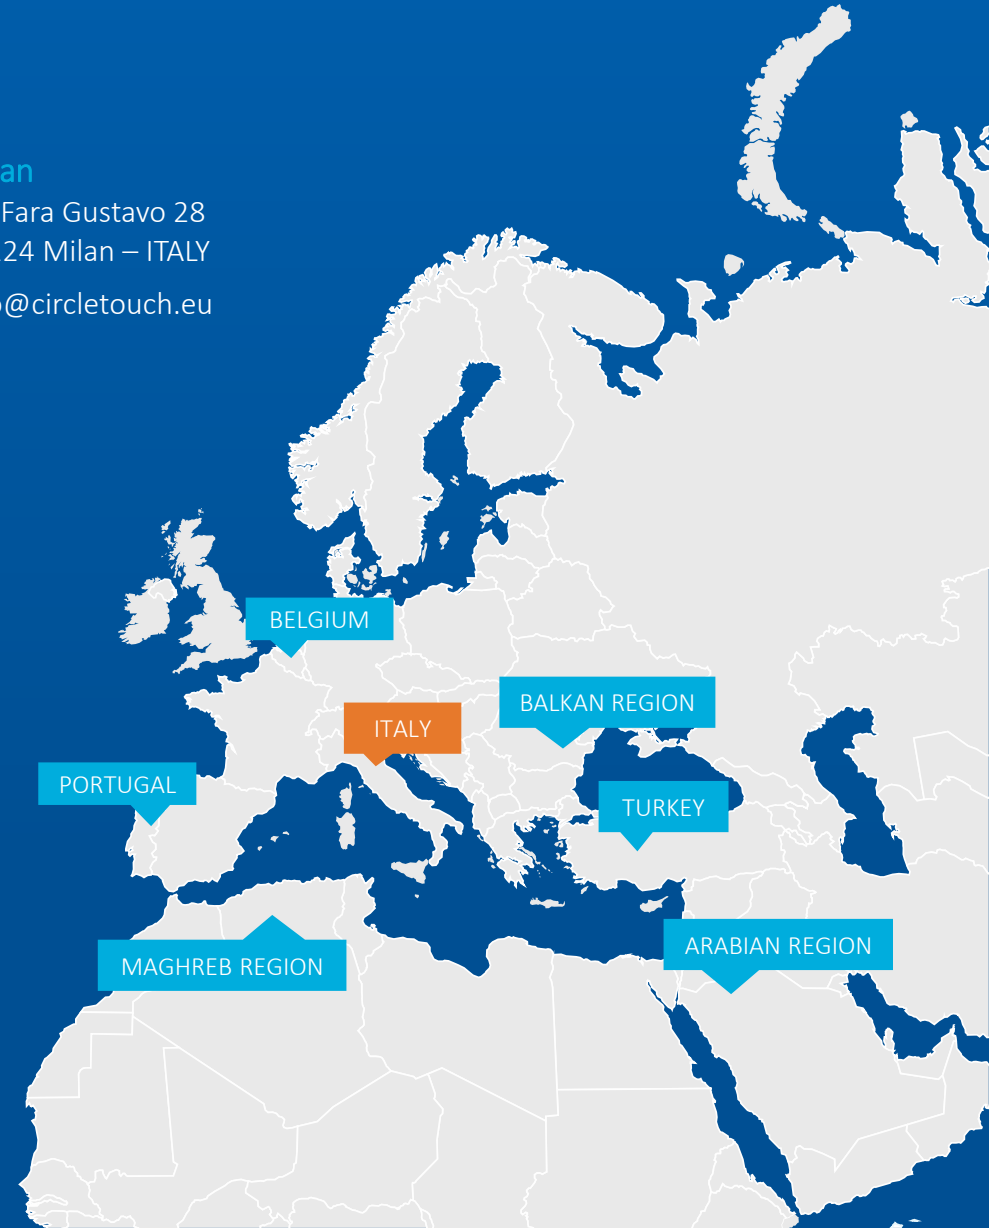 an
Fara Gustavo 28
24 Milan – ITALY
@circletouch.eu
BELGIUM
BALKAN REGION
ITALY
PORTUGAL
TURKEY
ARABIAN REGION
MAGHREB REGION